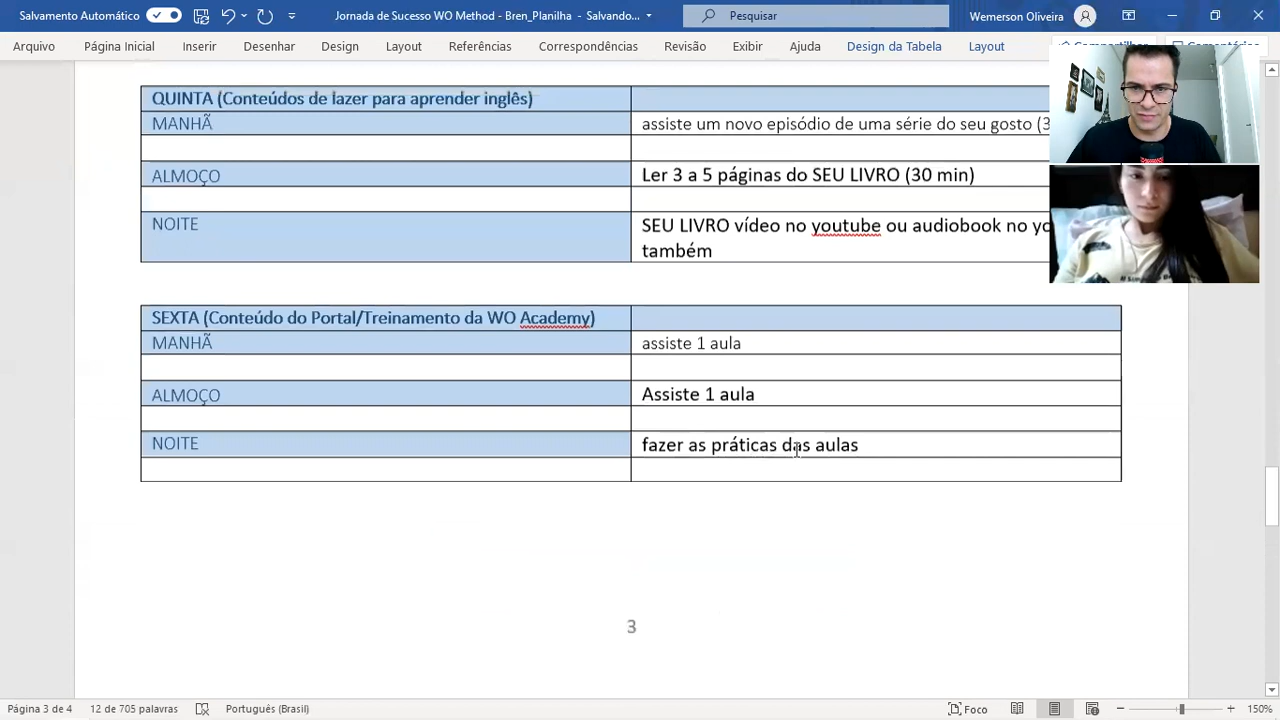 Salvamento Automático
Jornada de Sucesso WO Method - Bren_Planilha - Salvando...
Pesquisar
Wemerson Oliveira
Arquivo Página Inicial Inserir Desenhar Design Layout Referências Correspondências Revisão Exibir Ajuda Design da Tabela Layout
QUINTA (Conteúdos de lazer para aprender inglês)
MANHÃ assiste um novo episódio de uma série do seu gosto (3
ALMOÇO Ler 3 a 5 páginas do SEU LIVRO (30 min)
NOITE SEU LIVRO vídeo no youtube ou audiobook no yo
também
SEXTA (Conteúdo do Portal/Treinamento da WO Academy)
MANHÃ assiste 1 aula
ALMOÇO Assiste 1 aula
NOITE fazer as práticas das aulas
3
Página 3 de 4 12 de 705 palavras Português (Brasil) Foco 150%